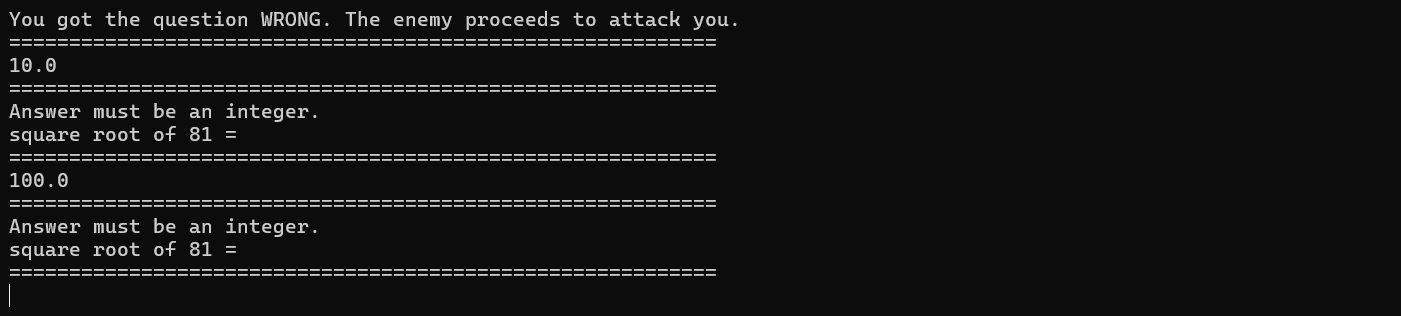 You got the question WRONG. The enemy proceeds to attack you.
===========================================================
10.0
===========================================================
Answer must be an integer.
square root of 81 =
===========================================================
100.0
===========================================================
Answer must be an integer.
square root of 81 =
===========================================================